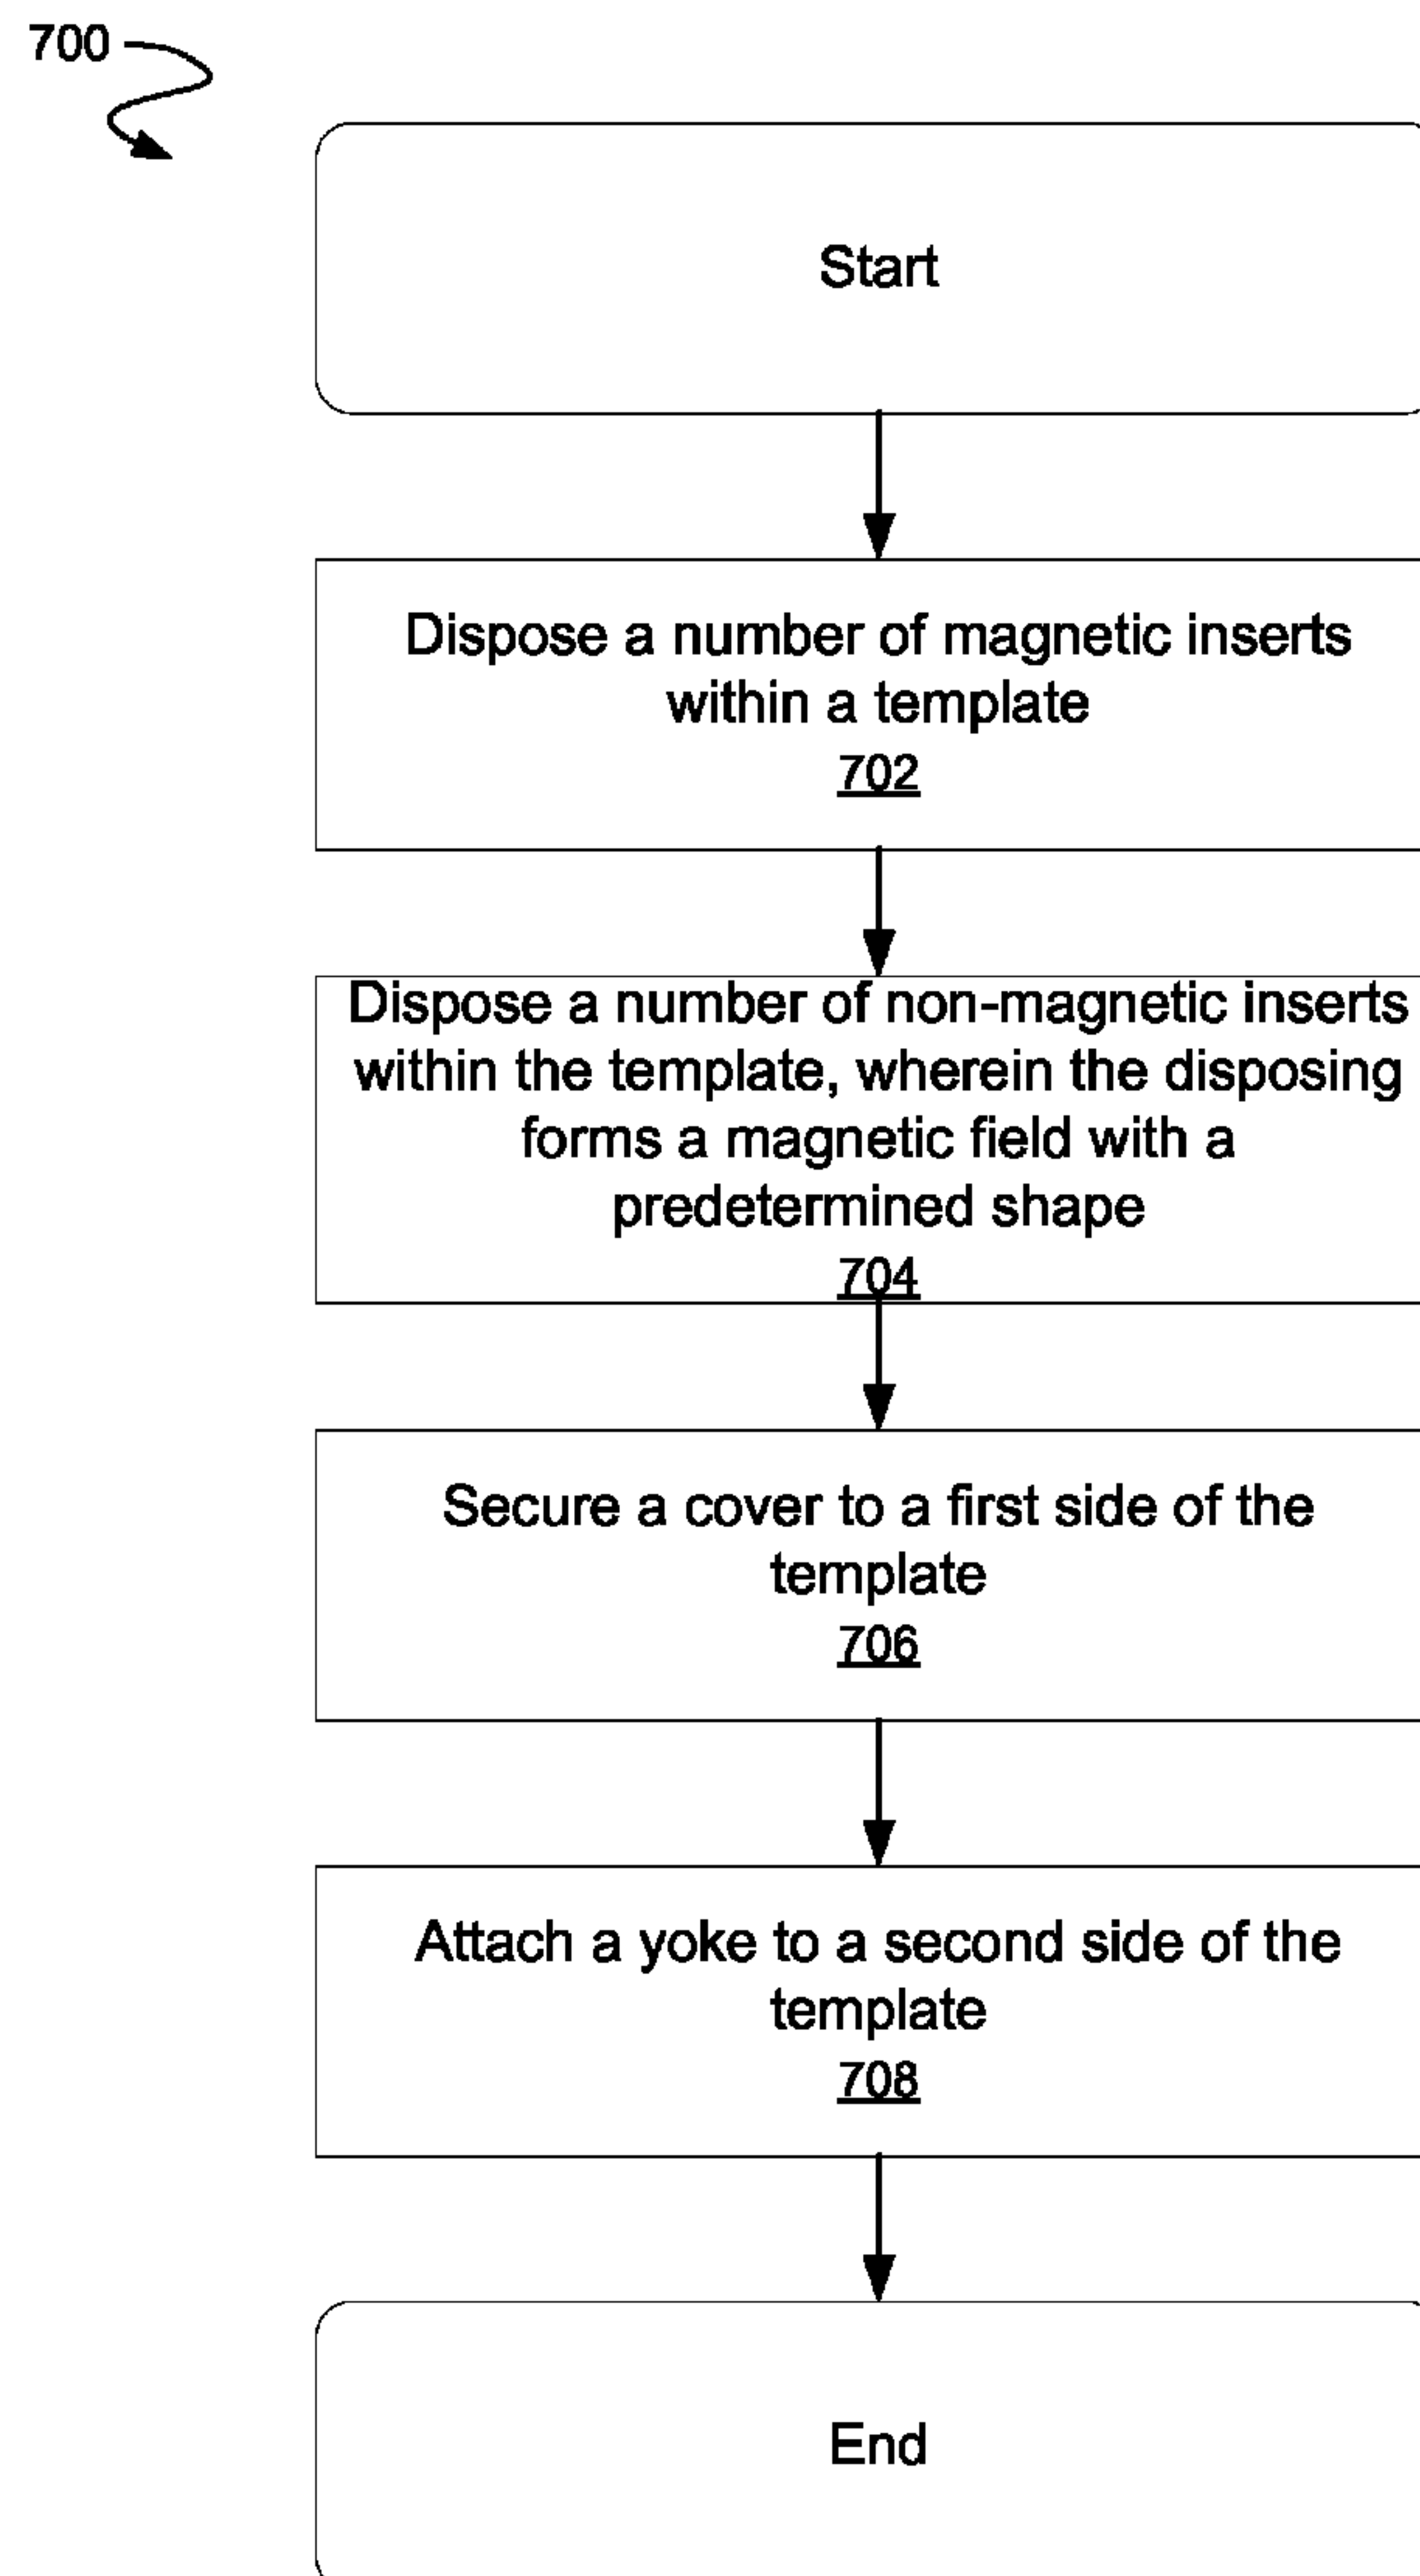 700
Start
Dispose a number of magnetic inserts
within a template
702
Dispose a number of non-magnetic inserts
within the template, wherein the disposing
forms a magnetic field with a
predetermined shape
704
Secure a cover to a first side of the
template
706
Attach a yoke to a second side of the
template
708
End